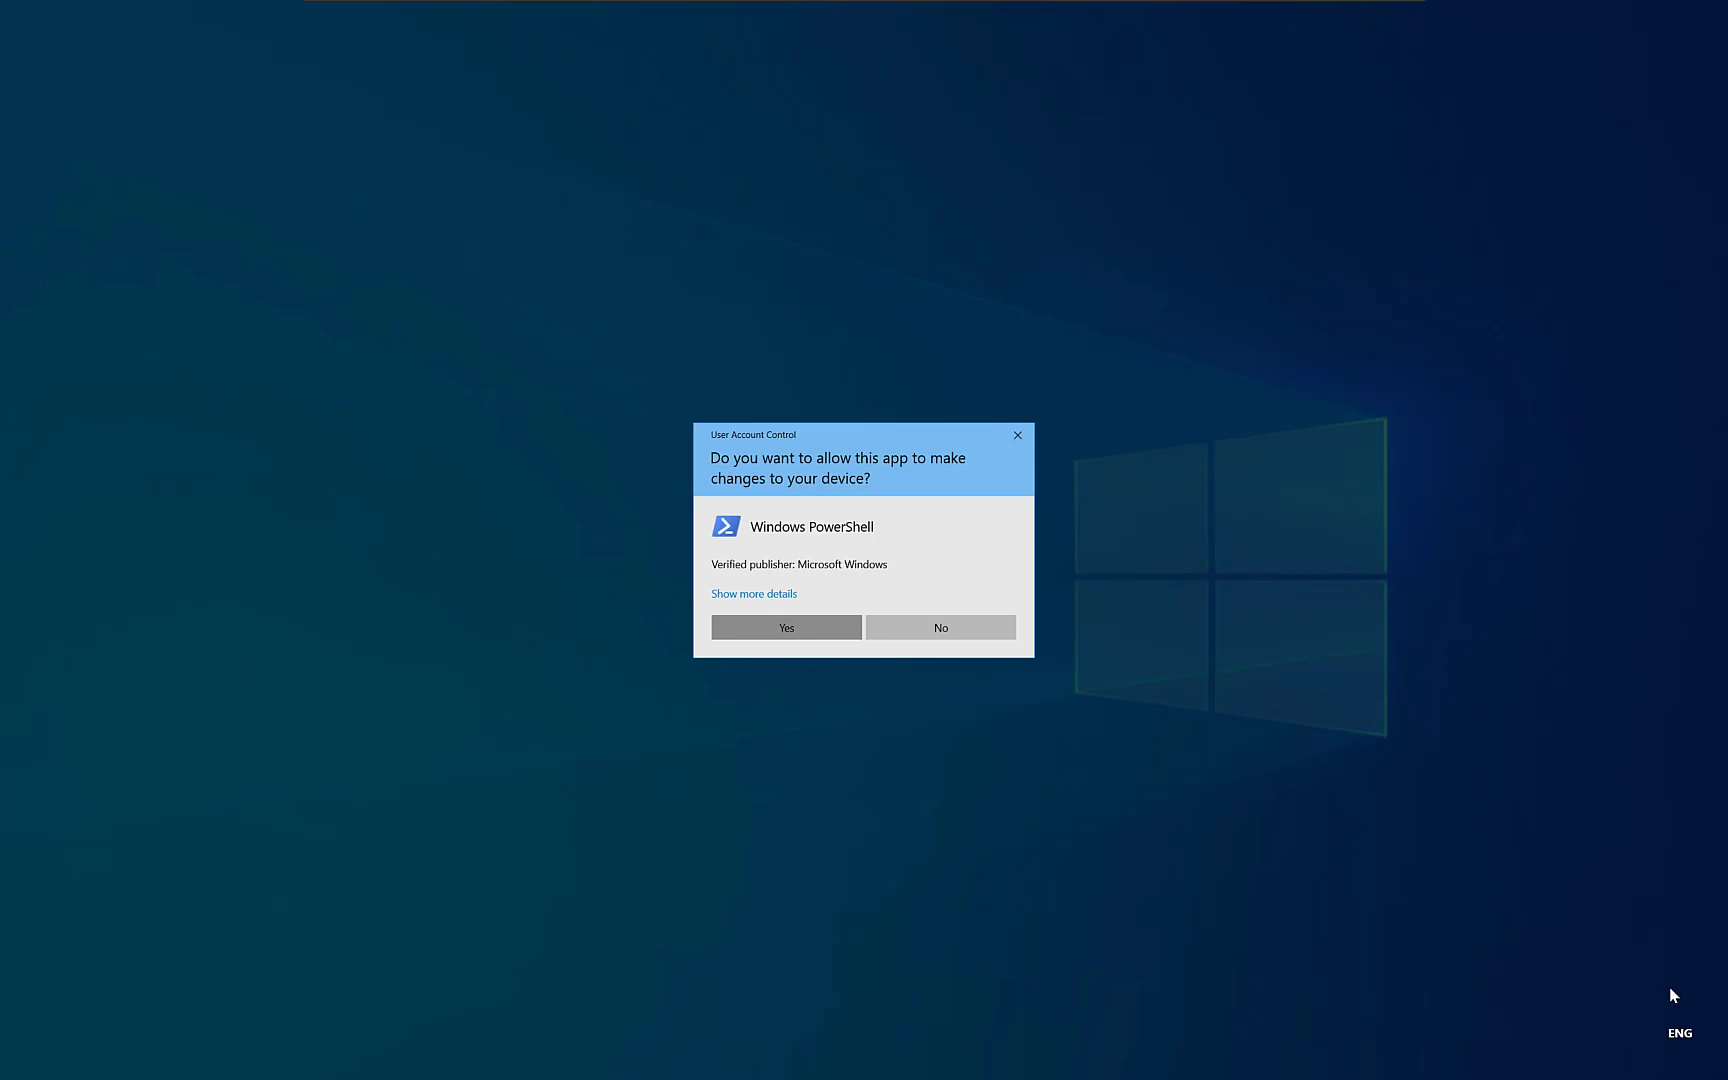 User Account Control
Do you want to allow this app to make
changes to your device?
Windows PowerShell
Verified publisher: Microsoft Windows
Show more details
Yes
No
ENG